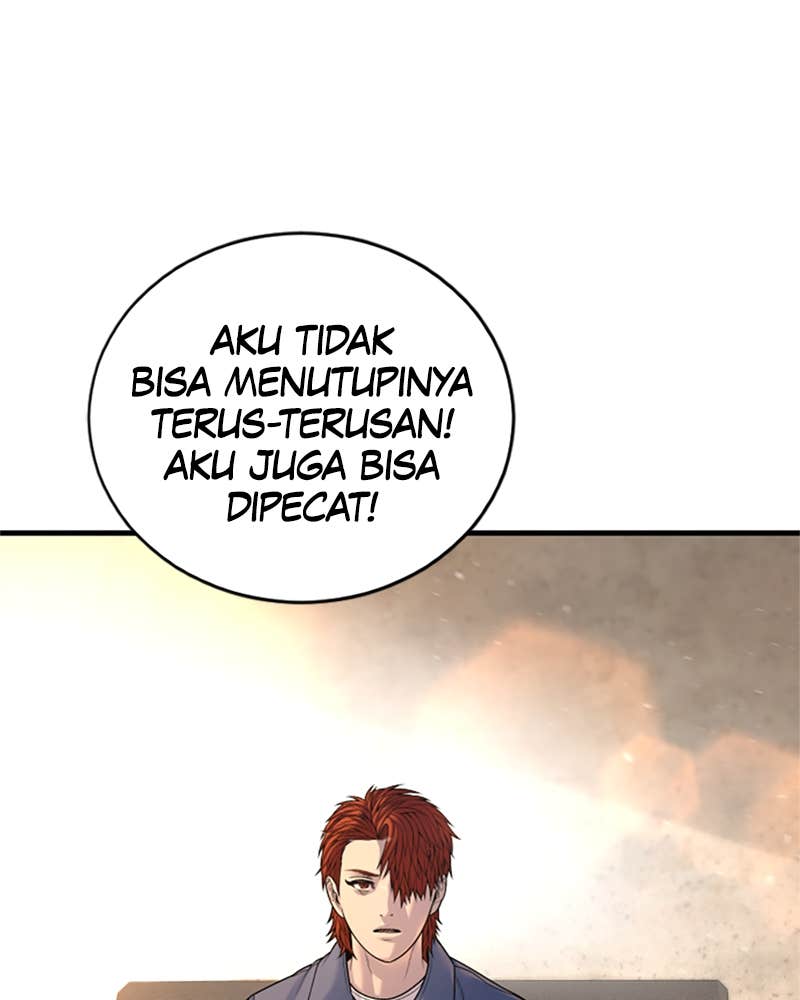 AKU TIDAK
BISA MENUTUPINYA
TERUS-TERUSAN!
AKU JUGA BISA
DIPECAT!